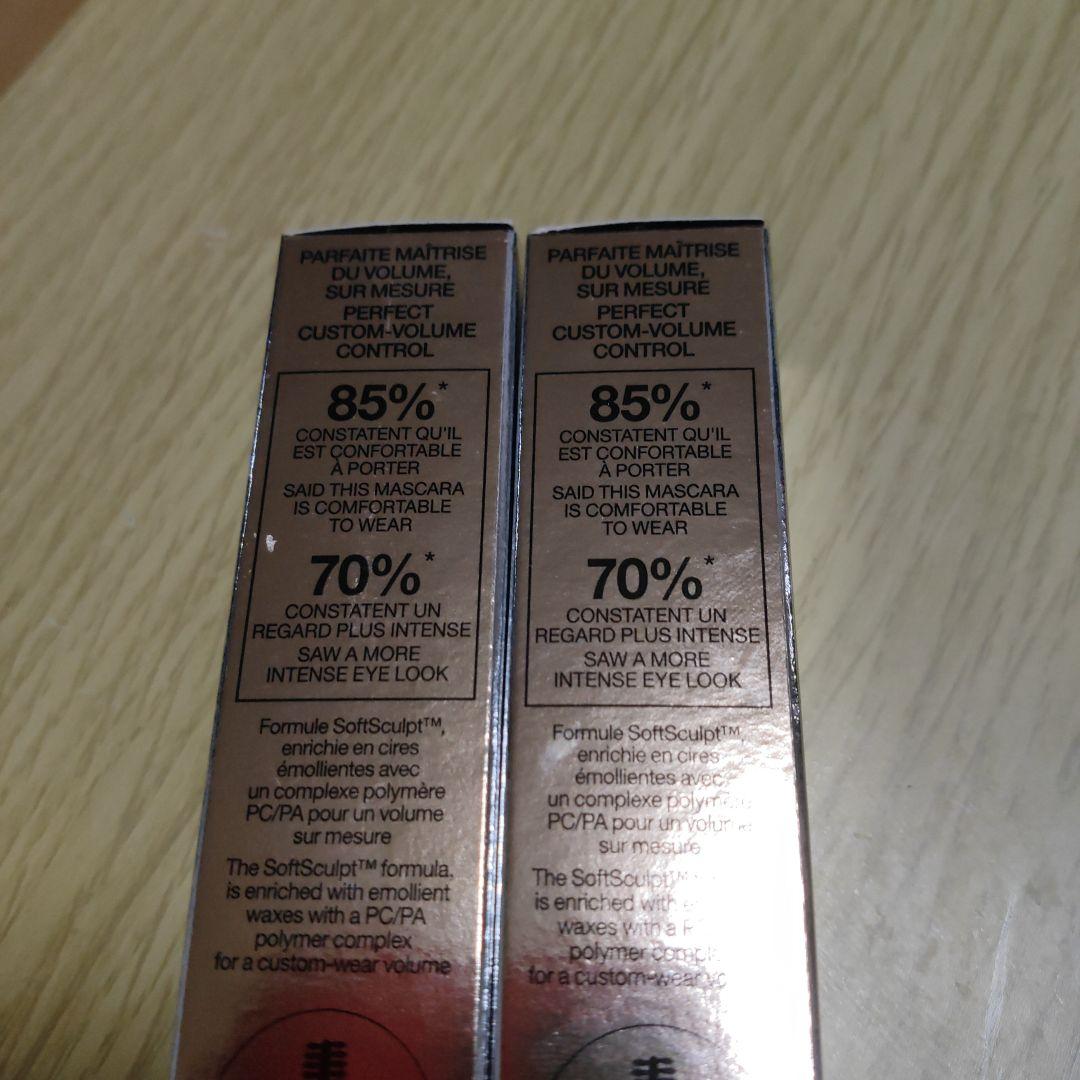 PARFAITE MAÎTRISE
DU VOLUME,
SUR MESURE
PERFECT
CUSTOM-VOLUME
CONTROL
85%*
CONSTATENT QU'IL
EST CONFORTABLE
À PORTER
SAID THIS MASCARA
IS COMFORTABLE
TO WEAR
70%*
CONSTATENT UN
REGARD PLUS INTENSE
SAW A MORE
INTENSE EYE LOOK
Formule SoftSculpt™,
enrichie en cires
émollientes avec
un complexe polymère
PC/PA pour un volume
sur mesure
The SoftSculpt™ formula,
is enriched with emollient
waxes with a PC/PA
polymer complex
for a custom-wear volume
PARFAITE MAÎTRISE
DU VOLUME,
SUR MESURE
PERFECT
CUSTOM-VOLUME
CONTROL
85%*
CONSTATENT QU'IL
EST CONFORTABLE
À PORTER
SAID THIS MASCARA
IS COMFORTABLE
TO WEAR
70%*
CONSTATENT UN
REGARD PLUS INTENSE
SAW A MORE
INTENSE EYE LOOK
Formule SoftSculpt™,
enrichie en cires
émollientes avec
un complexe polymère
PC/PA pour un volume
sur mesure
The SoftSculpt™
is enriched with
waxes with a
polymer
for a custom-wear